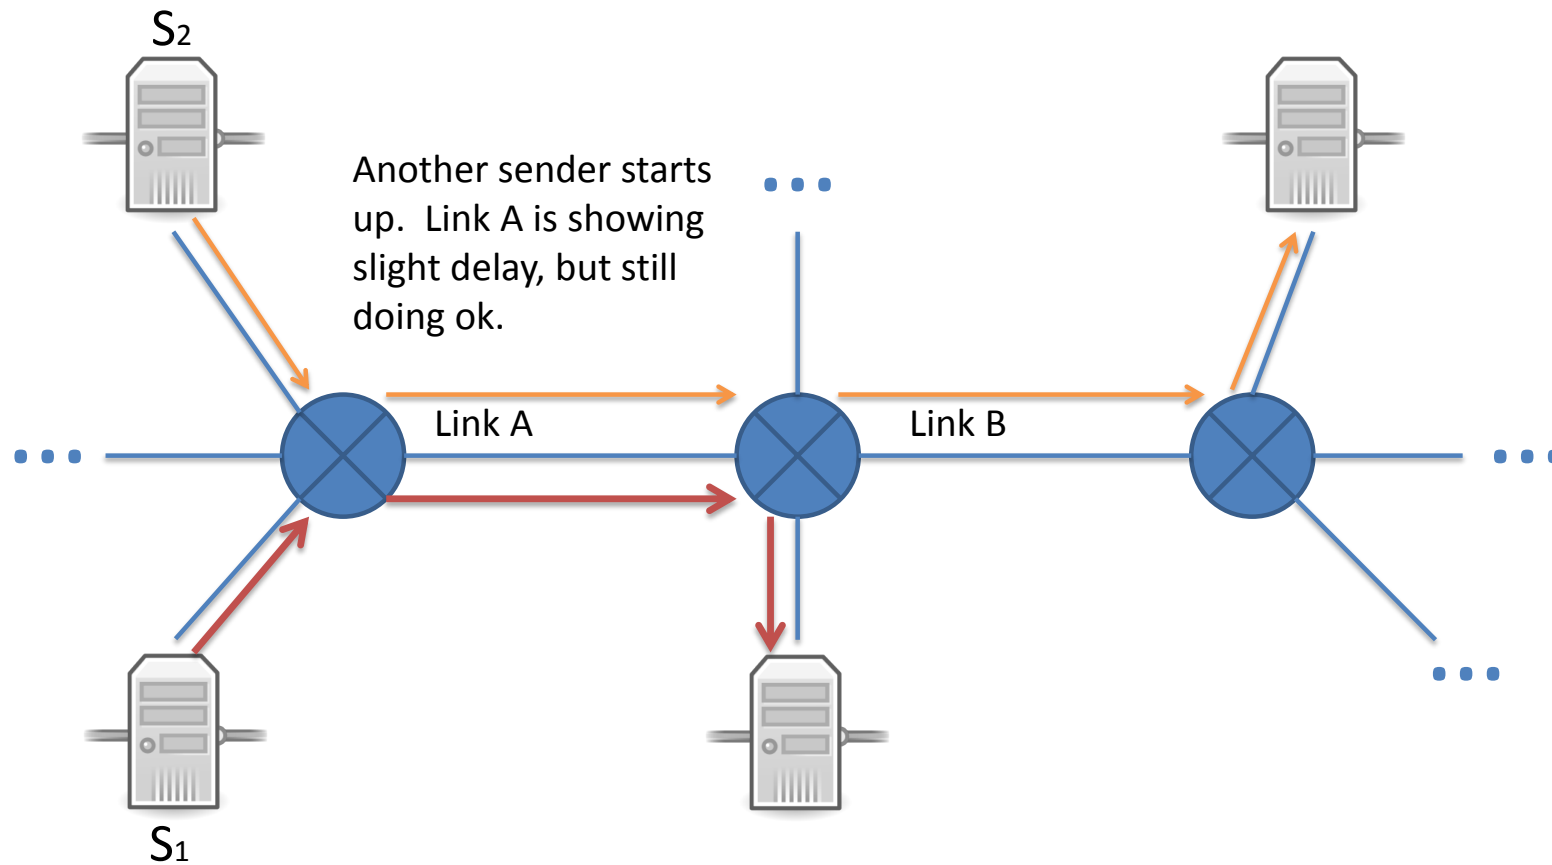 S2
Another sender starts
up.  Link A is showing
slight delay, but still
doing ok.
Link A
Link B
S1